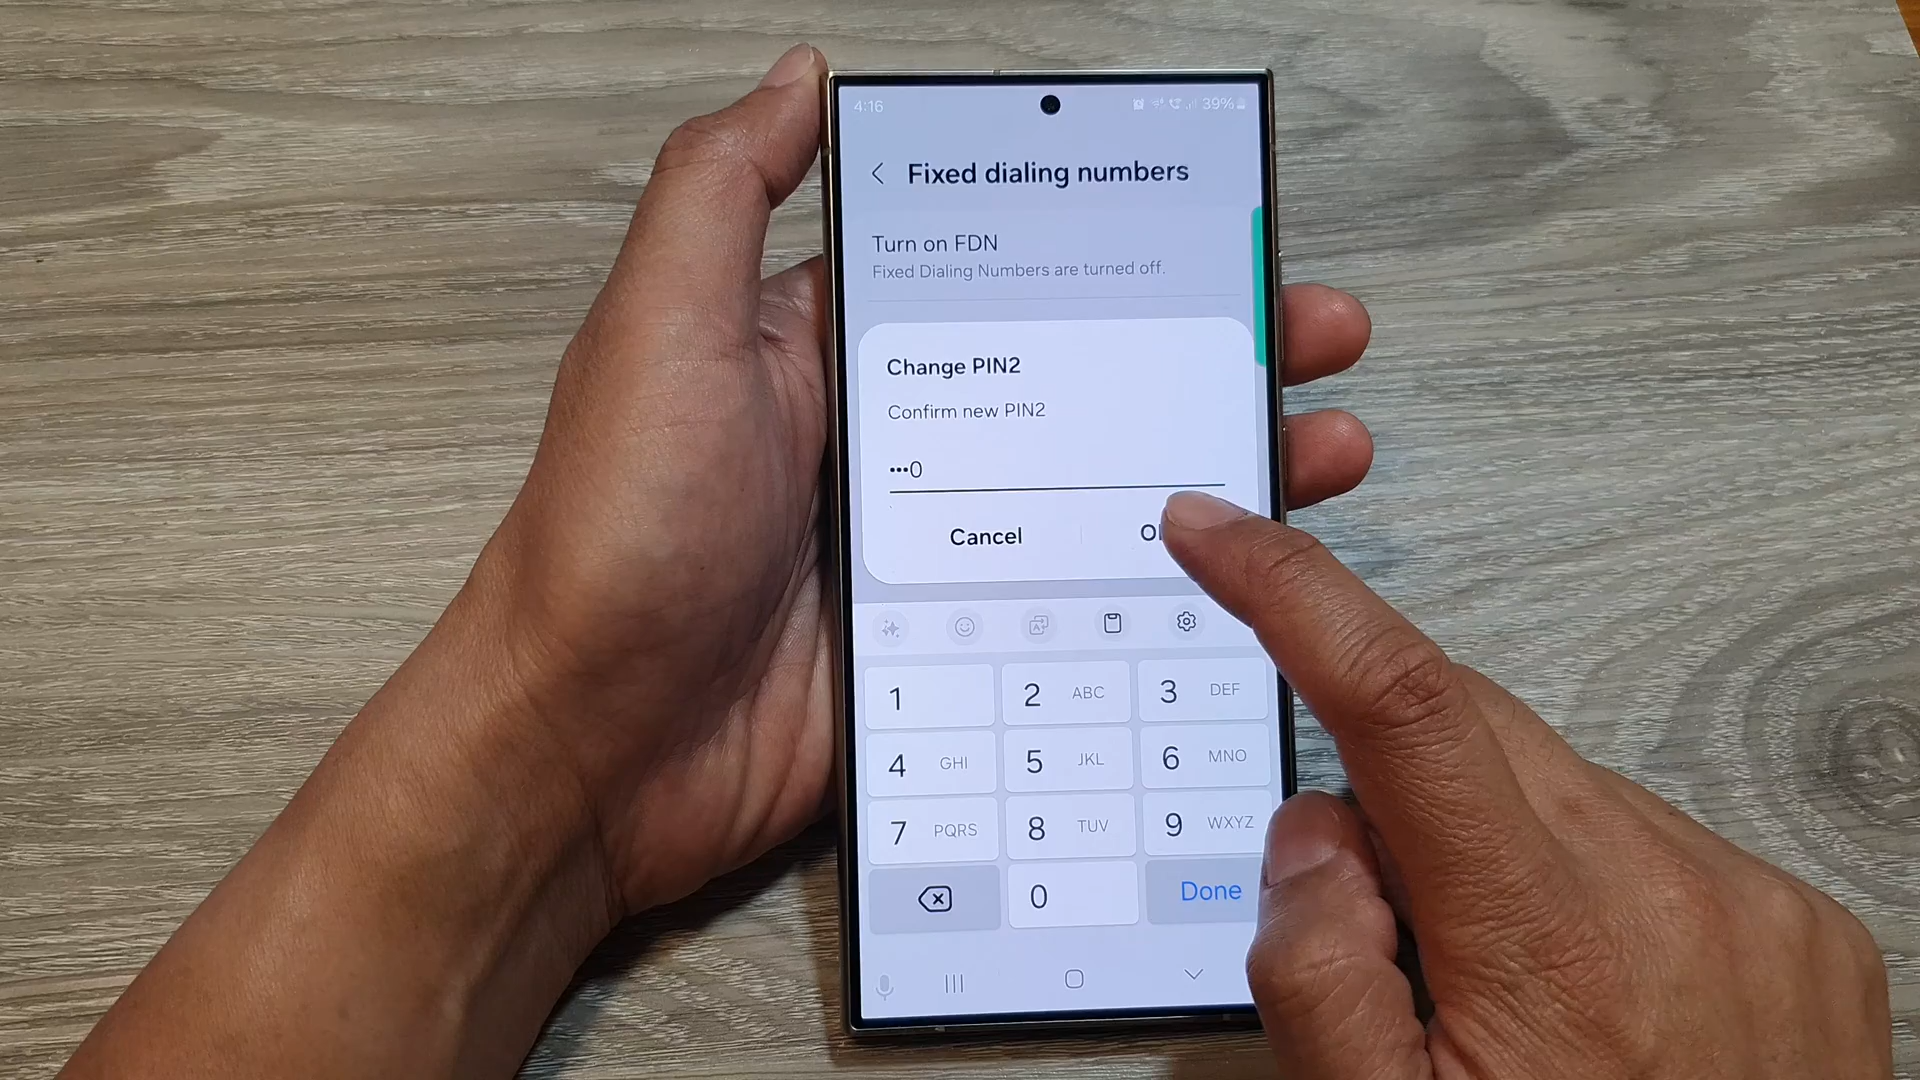 4:16
39%
Fixed dialing numbers
Turn on FDN
Fixed Dialing Numbers are turned off.
Change PIN2
Confirm new PIN2
•••0
Cancel
1
2 ABC
3 DEF
4 GHI
5 JKL
6 MNO
7 PQRS
8 TUV
9 WXYZ
0
Done